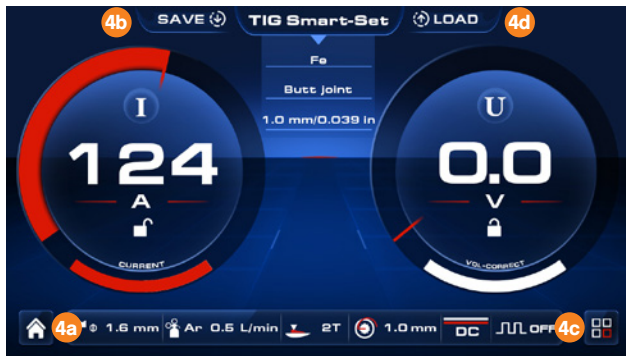 4b SAVE TIG Smart-Set LOAD 4d
Fe
Butt joint
1.0 mm/0.039 in
I
124
A
CURRENT
U
0.0
V
VOL-CORRECT
4a Φ 1.6 mm Ar 0.5 L/min 2T 1.0 mm DC OFF 4c